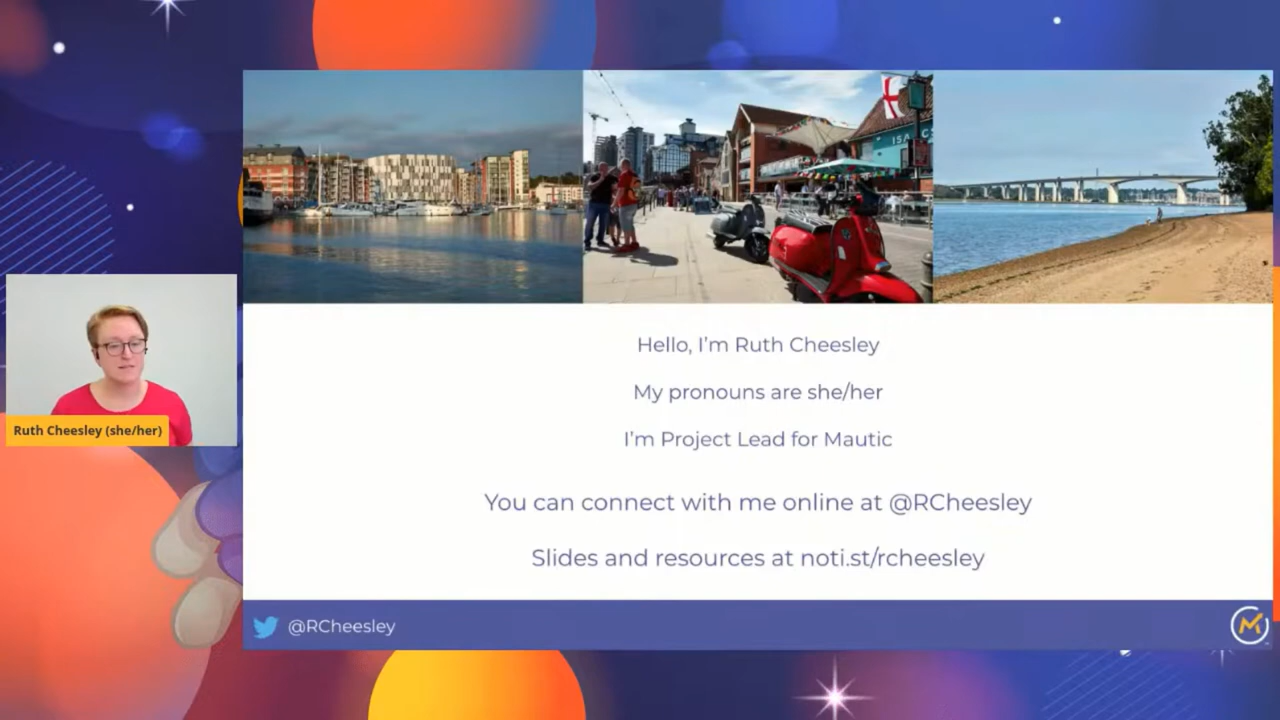 ISA
Ruth Cheesley (she/her)
Hello, I'm Ruth Cheesley
My pronouns are she/her
I'm Project Lead for Mautic
You can connect with me online at @RCheesley
Slides and resources at noti.st/rcheesley
@RCheesley